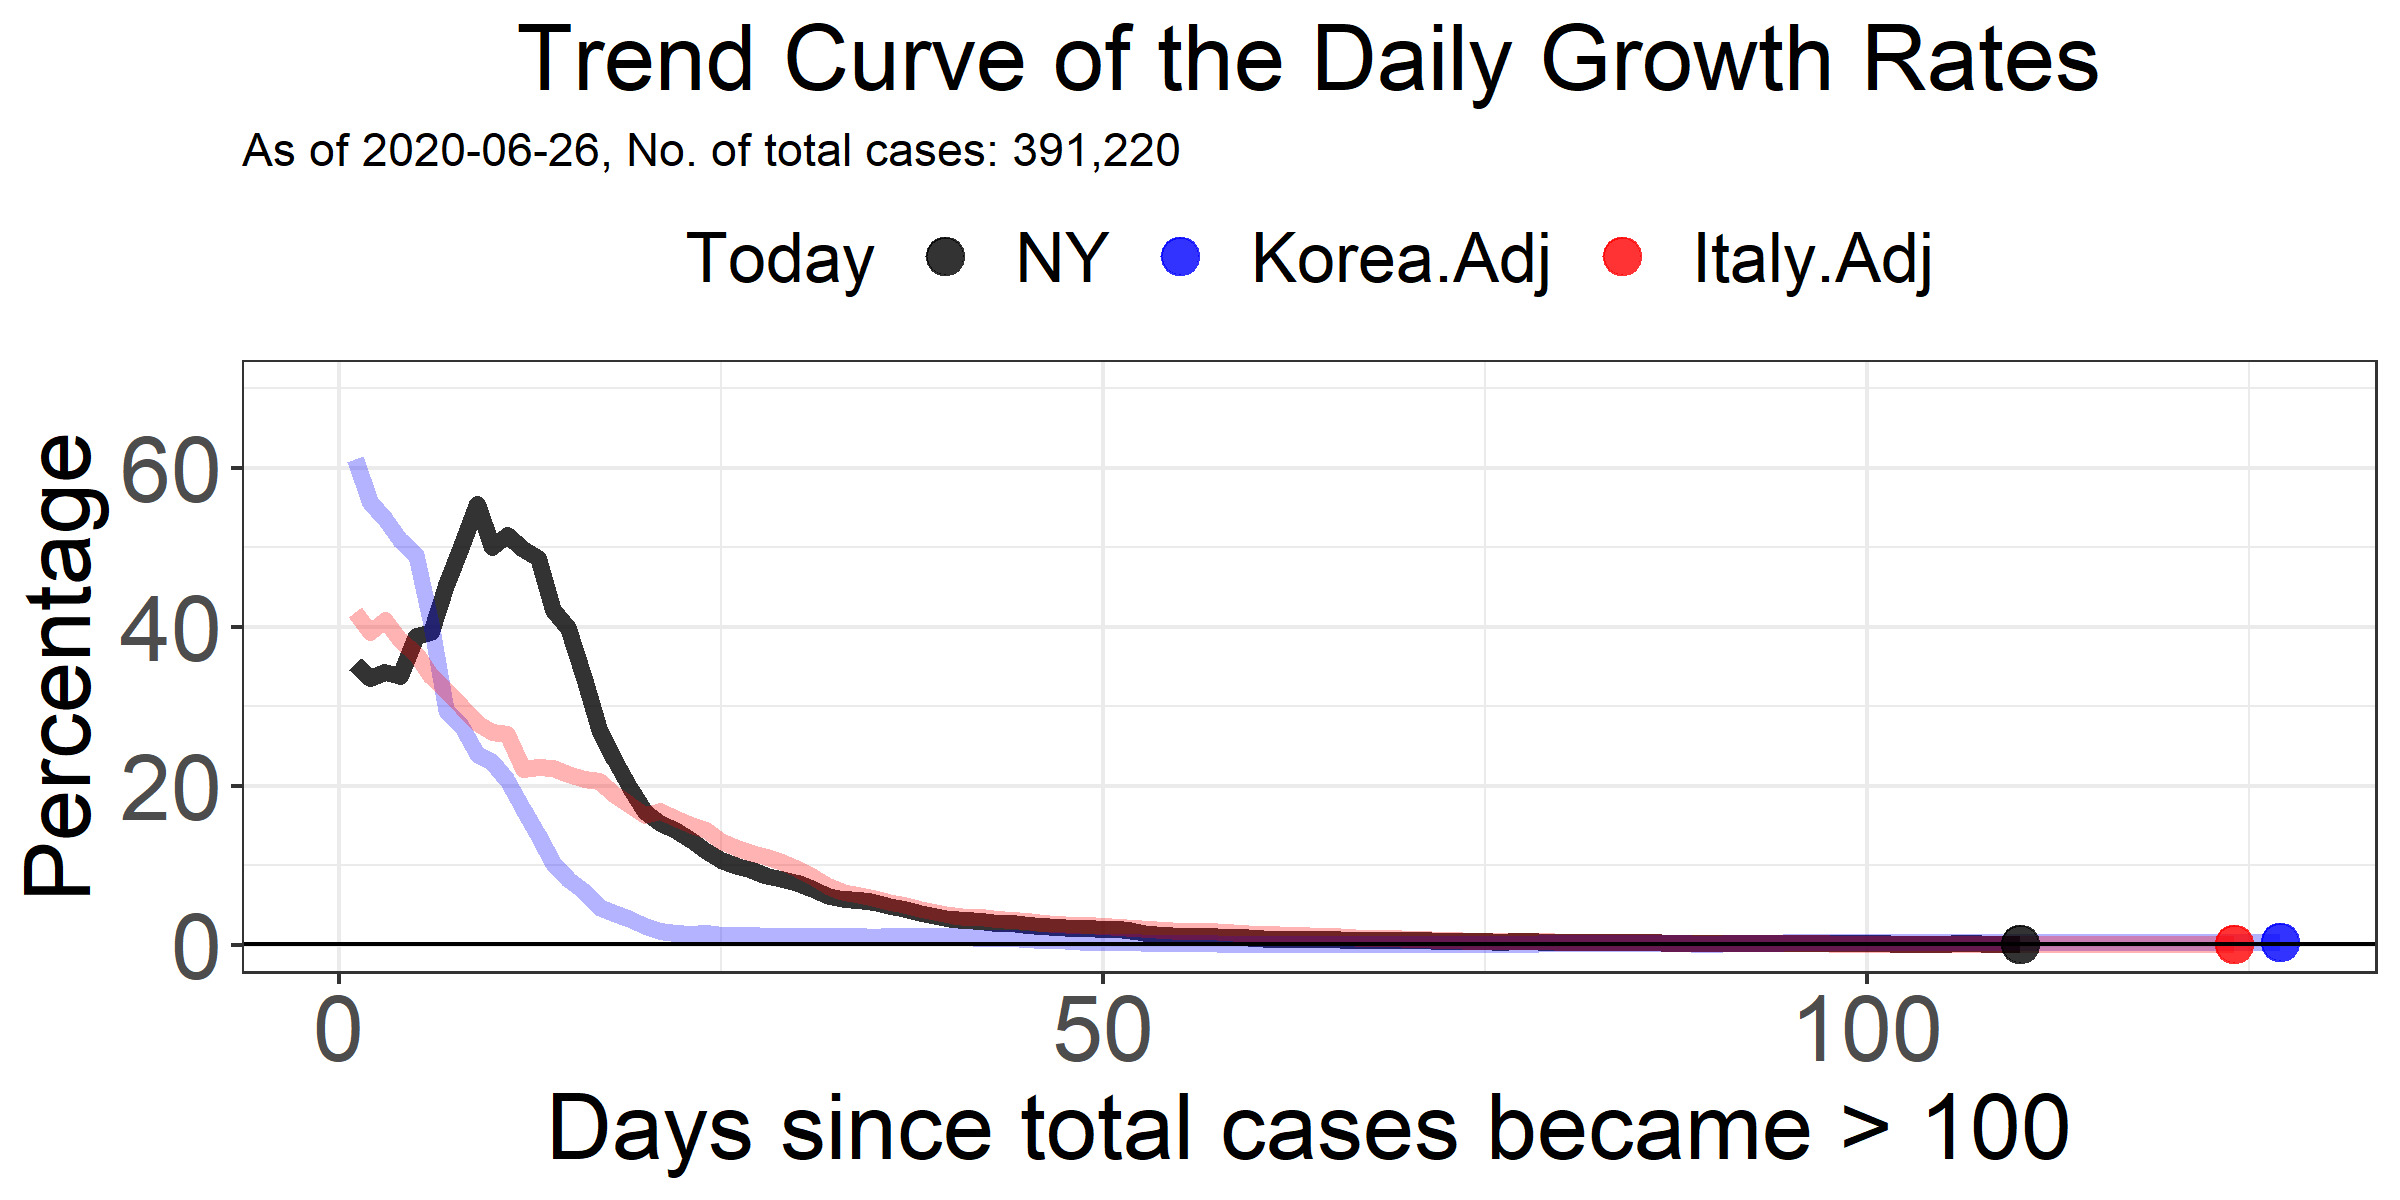 Trend Curve of the Daily Growth Rates
As of 2020-06-26, No. of total cases: 391,220
Today NY Korea.Adj Italy.Adj
Percentage
60
40
20
0
0 50 100
Days since total cases became > 100